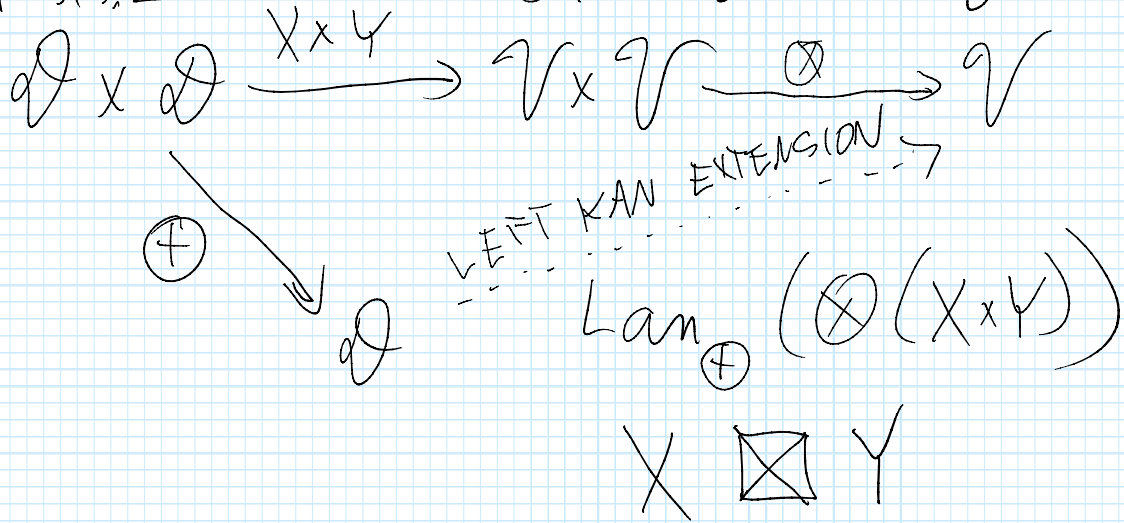 X × Y
𝒟 × 𝒟 → 𝒱 × 𝒱 ⊗ → 𝒱
LEFT KAN EXTENSION
⊕
𝒟
Lan⊕ (⊗(X × Y))
X ⊠ Y